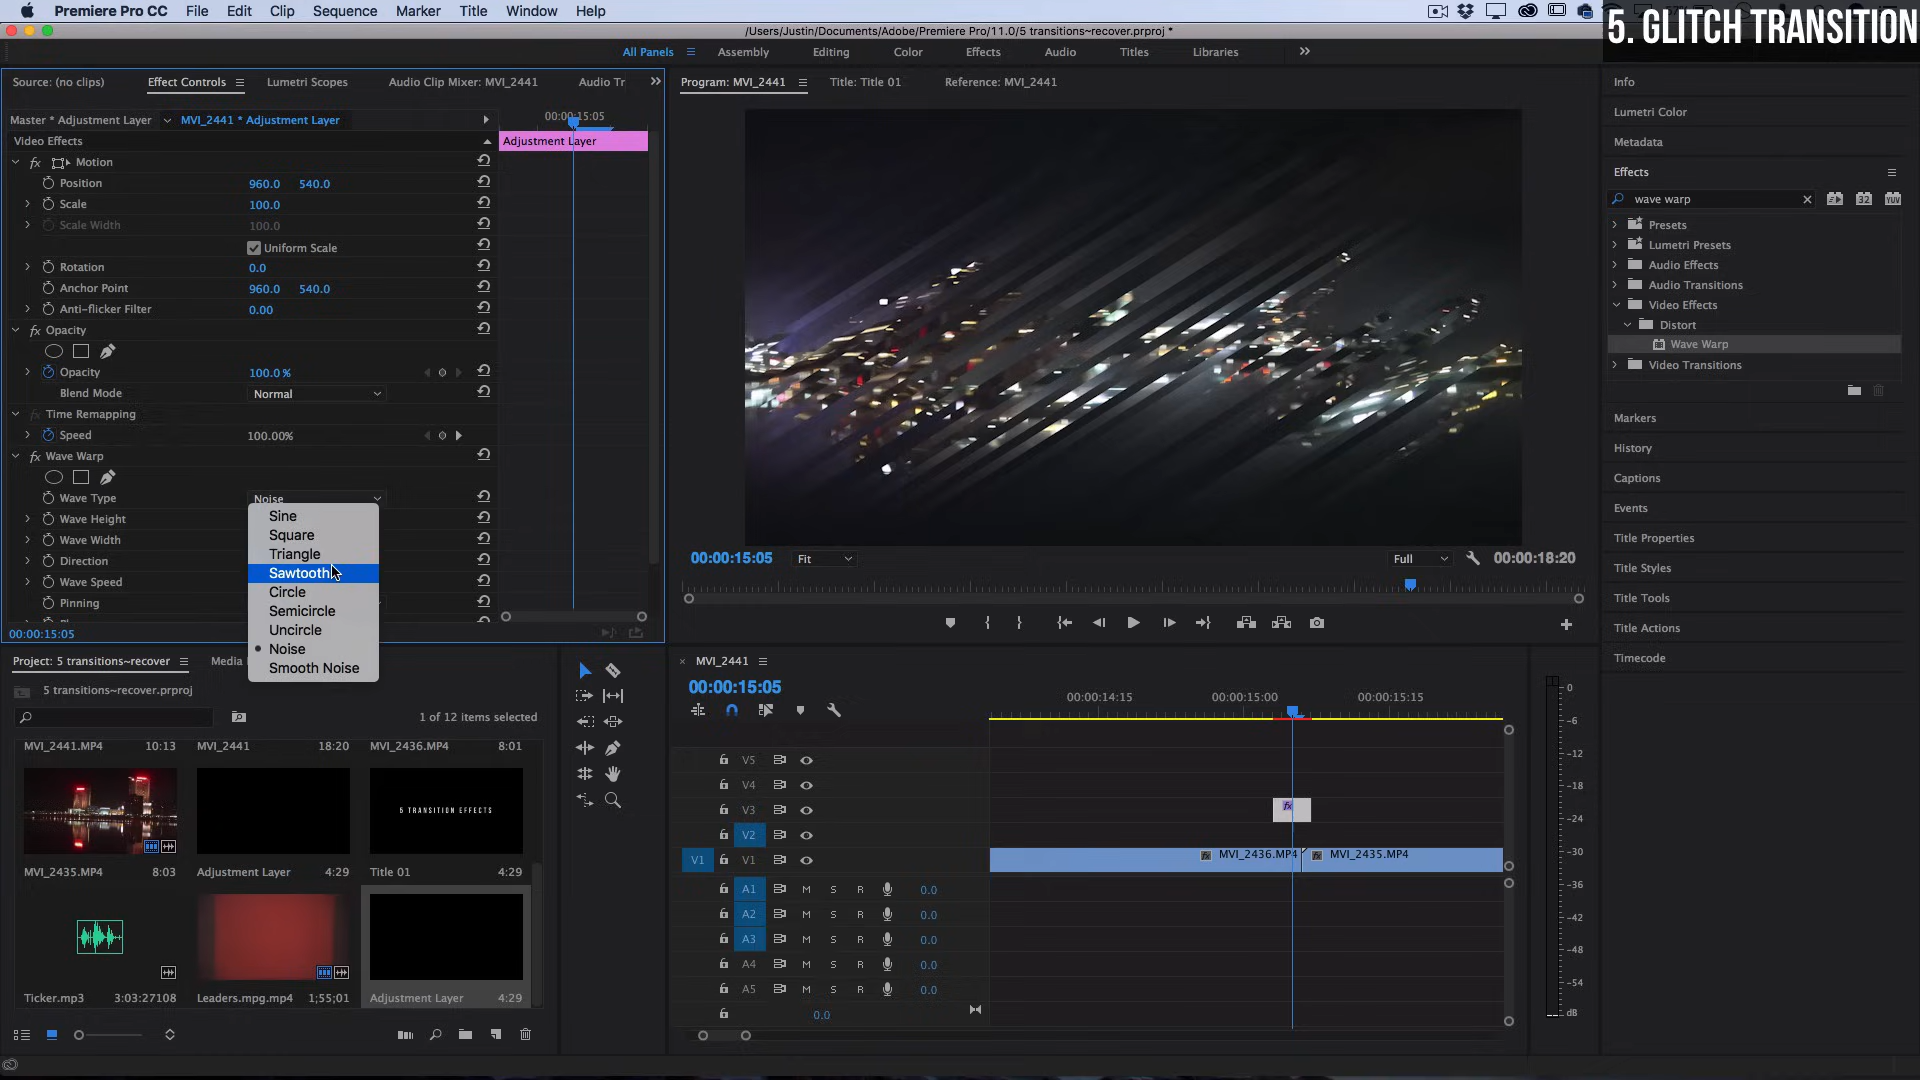 Premiere Pro CC File Edit Clip Sequence Marker Title Window Help
5. GLITCH TRANSITION
/Users/Justin/Documents/Adobe/Premiere Pro/11.0/5 transitions~recover.prproj *
All Panels Assembly Editing Color Effects Audio Titles Libraries
Source: (no clips) Effect Controls Lumetri Scopes Audio Clip Mixer: MVI_2441 Audio Tr
Master * Adjustment Layer MVI_2441 * Adjustment Layer
00:00:15:05
Video Effects
Adjustment Layer
fx Motion
Position 960.0 540.0
Scale 100.0
Scale Width 100.0
Uniform Scale
Rotation 0.0
Anchor Point 960.0 540.0
Anti-flicker Filter 0.00
fx Opacity
Opacity 100.0 %
Blend Mode Normal
fx Time Remapping
Speed 100.00%
fx Wave Warp
Wave Type Noise
Wave Height
Wave Width
Direction
Wave Speed
Pinning
Sine
Square
Triangle
Sawtooth
Circle
Semicircle
Uncircle
Noise
Smooth Noise
00:00:15:05
Program: MVI_2441 Title: Title 01 Reference: MVI_2441
00:00:15:05 Fit Full 00:00:18:20
Info
Lumetri Color
Metadata
Effects
wave warp
32
YUV
Presets
Lumetri Presets
Audio Effects
Audio Transitions
Video Effects
Distort
Wave Warp
Video Transitions
Markers
History
Captions
Events
Title Properties
Title Styles
Title Tools
Title Actions
Timecode
Project: 5 transitions~recover Media
5 transitions~recover.prproj
1 of 12 items selected
MVI_2441.MP4 10:13 MVI_2441 18:20 MVI_2436.MP4 8:01
5 TRANSITION EFFECTS
MVI_2435.MP4 8:03 Adjustment Layer 4:29 Title 01 4:29
Ticker.mp3 3:03:27108 Leaders.mpg.mp4 1;55;01 Adjustment Layer 4:29
MVI_2441
00:00:15:05
00:00:14:15 00:00:15:00 00:00:15:15
V5
V4
V3 fx
V2
V1 V1 fx MVI_2436.MP4 fx MVI_2435.MP4
A1 M S R 0.0
A2 M S R 0.0
A3 M S R 0.0
A4 M S R 0.0
A5 M S R 0.0
0.0
0
-6
-12
-18
-24
-30
-36
-42
-48
-54
dB